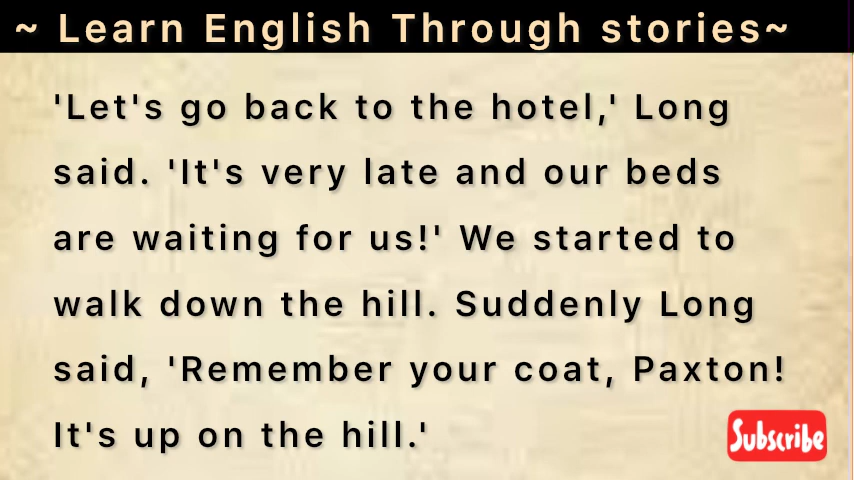 ~ Learn English Through stories~
'Let's go back to the hotel,' Long
said. 'It's very late and our beds
are waiting for us!' We started to
walk down the hill. Suddenly Long
said, 'Remember your coat, Paxton!
It's up on the hill.'
Subscribe